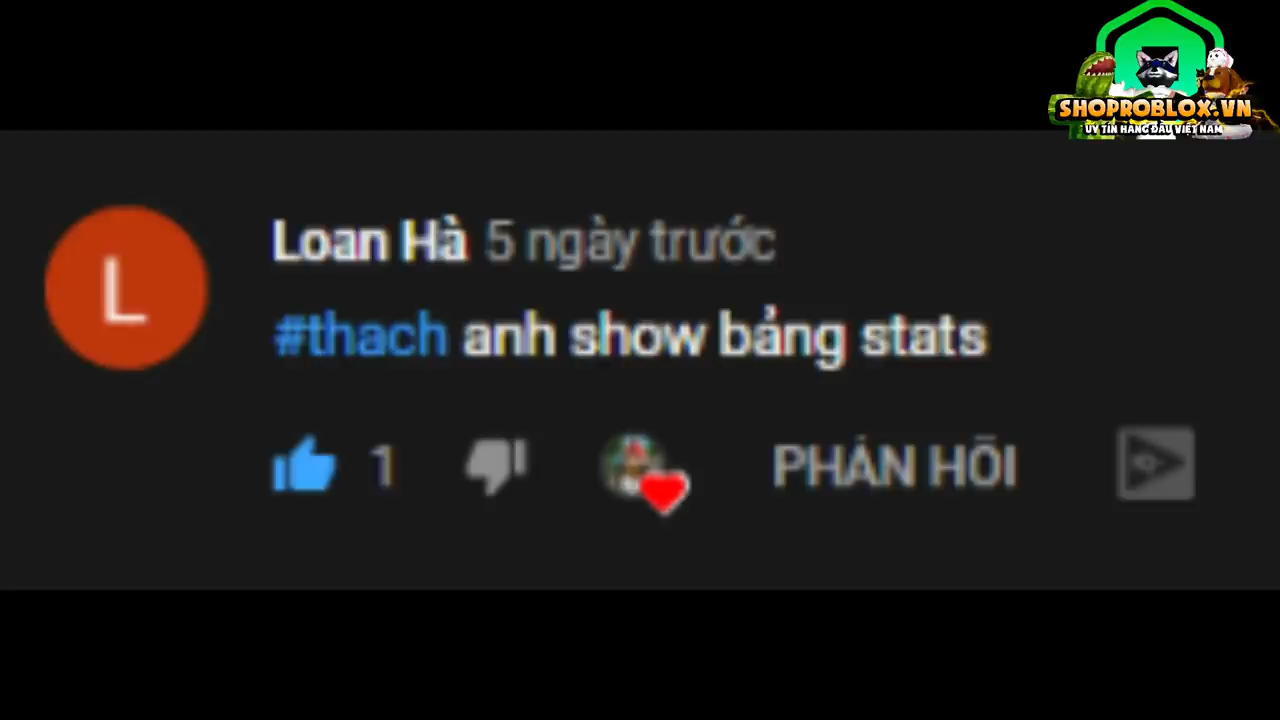 SHOPROBLOX.VN
UY TÍN HÀNG ĐẦU VIỆT NAM
L
Loan Hà 5 ngày trước
#thach anh show bảng stats
1 PHẢN HỒI